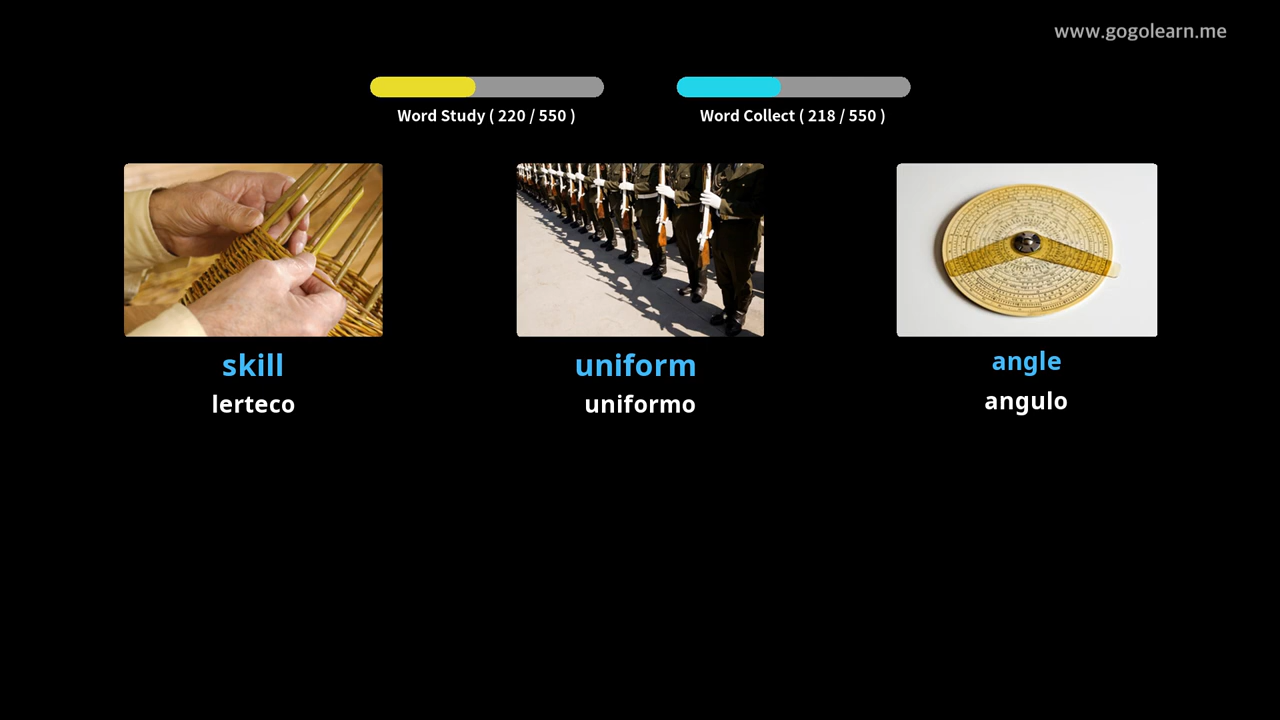 www.gogolearn.me
Word Study ( 220 / 550 )
Word Collect ( 218 / 550 )
skill
uniform
angle
lerteco
uniformo
angulo